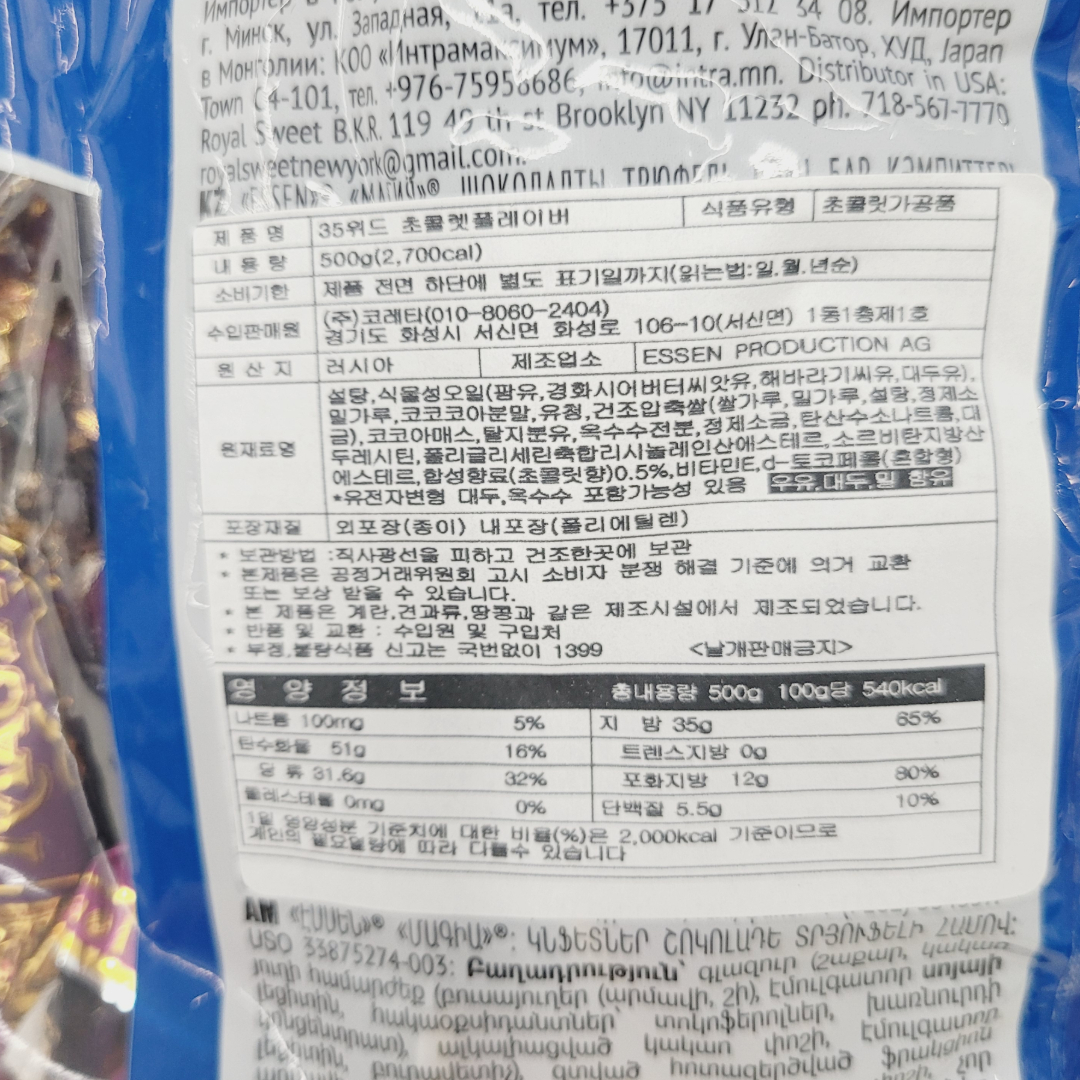 г. Минск, ул. Западная, тел. +375 17 34 08. Импортер
в Монголии: КОО «Интрамаксимум», 17011, г. Улан-Батор, ХУД, Japan
Town тел. info@intra.mn. Distributor in USA:
Royal Sweet B.K.R. 119 49 th st Brooklyn NY 11232 ph. 718-567-7770
royalsweetnewyork@gmail.com.
KZ «ESSEN»® «МАГИЯ»®
제 품 명 35위드 초콜렛플레이버 식품유형 초콜릿가공품
내 용 량 500g(2,700cal)
소비기한 제품 전면 하단에 별도 표기일까지(읽는법:일.월.년순)
수입판매원 (주)코레타(010-8060-2404)
경기도 화성시 서신면 화성로 106-10(서신면) 1동1층제1호
원 산 지 러시아 제조업소 ESSEN PRODUCTION AG
원재료명 설탕,식물성오일(팜유,경화시어버터씨앗유,해바라기씨유,대두유),
밀가루,코코코아분말,유청,건조압축쌀(쌀가루,밀가루,설탕,정제소
금),코코아매스,탈지분유,옥수수전분,정제소금,탄산수소나트륨,대
두레시틴,폴리글리세린축합리시놀레인산에스테르,소르비탄지방산
에스테르,합성향료(초콜릿향)0.5%,비타민E,d-토코페롤(혼합형)
*유전자변형 대두,옥수수 포함가능성 있음 우유,대두,밀 함유
포장재질 외포장(종이) 내포장(폴리에틸렌)
* 보관방법 :직사광선을 피하고 건조한곳에 보관
* 본제품은 공정거래위원회 고시 소비자 분쟁 해결 기준에 의거 교환
또는 보상 받을 수 있습니다.
* 본 제품은 계란,견과류,땅콩과 같은 제조시설에서 제조되었습니다.
* 반품 및 교환 : 수입원 및 구입처
* 부정,불량식품 신고는 국번없이 1399 <낱개판매금지>
영 양 정 보 총내용량 500g 100g당 540kcal
나트륨 100mg 5% 지 방 35g 65%
탄수화물 51g 16% 트렌스지방 0g
당 류 31.6g 32% 포화지방 12g 80%
콜레스테롤 0mg 0% 단백질 5.5g 10%
1일 영양성분 기준치에 대한 비율(%)은 2,000kcal 기준이므로
개인의 필요열량에 따라 다를수 있습니다
AM «ԷՍՍԵՆ»® «ՄԱԳԻԱ»®: ԿՆՖԵՏՆԵՐ ՇՈԿՈԼԱԴԵ ՏՐՅՈՒՖԵԼԻ ՀԱՄՈՎ:
ՍՏՕ 33875274-003: Բաղադրություն՝ գլազուր (շաքար, կակաոյի
յուղի համարժեք (բուսայուղեր (արմավի, շի), էմուլգատոր սոյայի
լեցիտին, հակաօքսիդանտներ տոկոֆերոլներ, խառնուրդի
ալկալիացված կակաո փոշի, էմուլգատոր